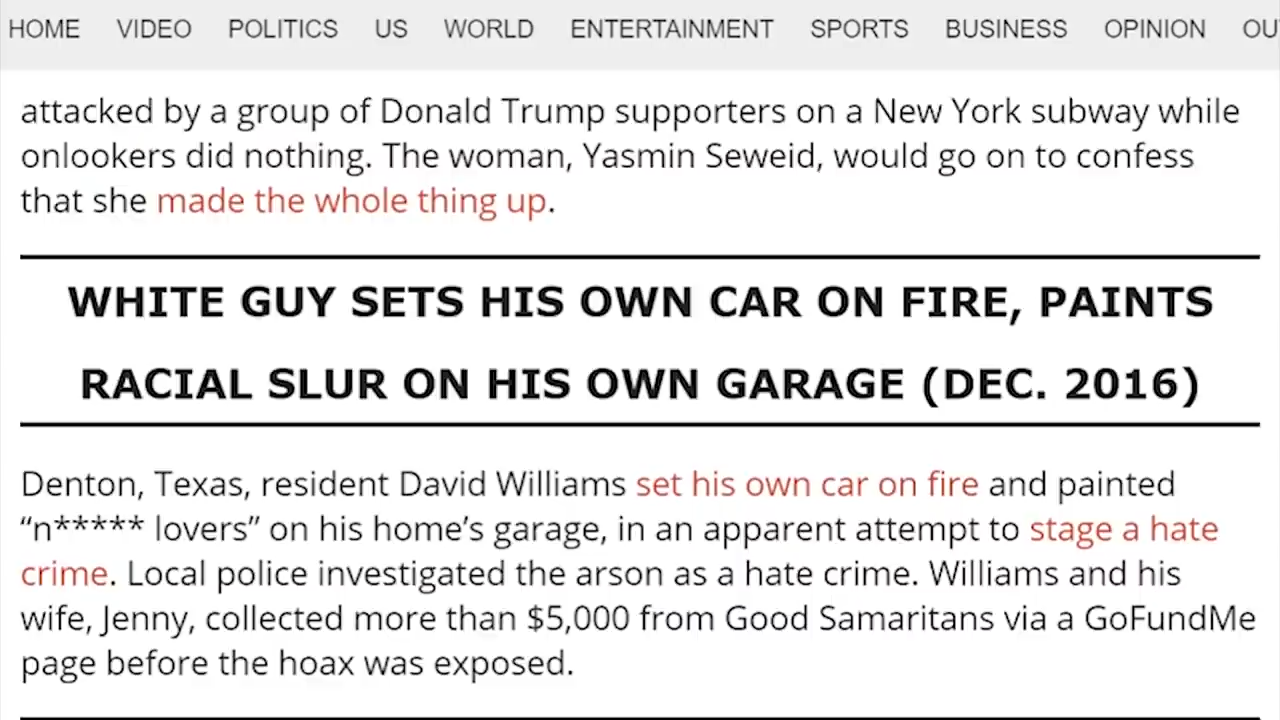 HOME VIDEO POLITICS US WORLD ENTERTAINMENT SPORTS BUSINESS OPINION OU
attacked by a group of Donald Trump supporters on a New York subway while
onlookers did nothing. The woman, Yasmin Seweid, would go on to confess
that she made the whole thing up.
WHITE GUY SETS HIS OWN CAR ON FIRE, PAINTS
RACIAL SLUR ON HIS OWN GARAGE (DEC. 2016)
Denton, Texas, resident David Williams set his own car on fire and painted
“n***** lovers” on his home’s garage, in an apparent attempt to stage a hate
crime. Local police investigated the arson as a hate crime. Williams and his
wife, Jenny, collected more than $5,000 from Good Samaritans via a GoFundMe
page before the hoax was exposed.